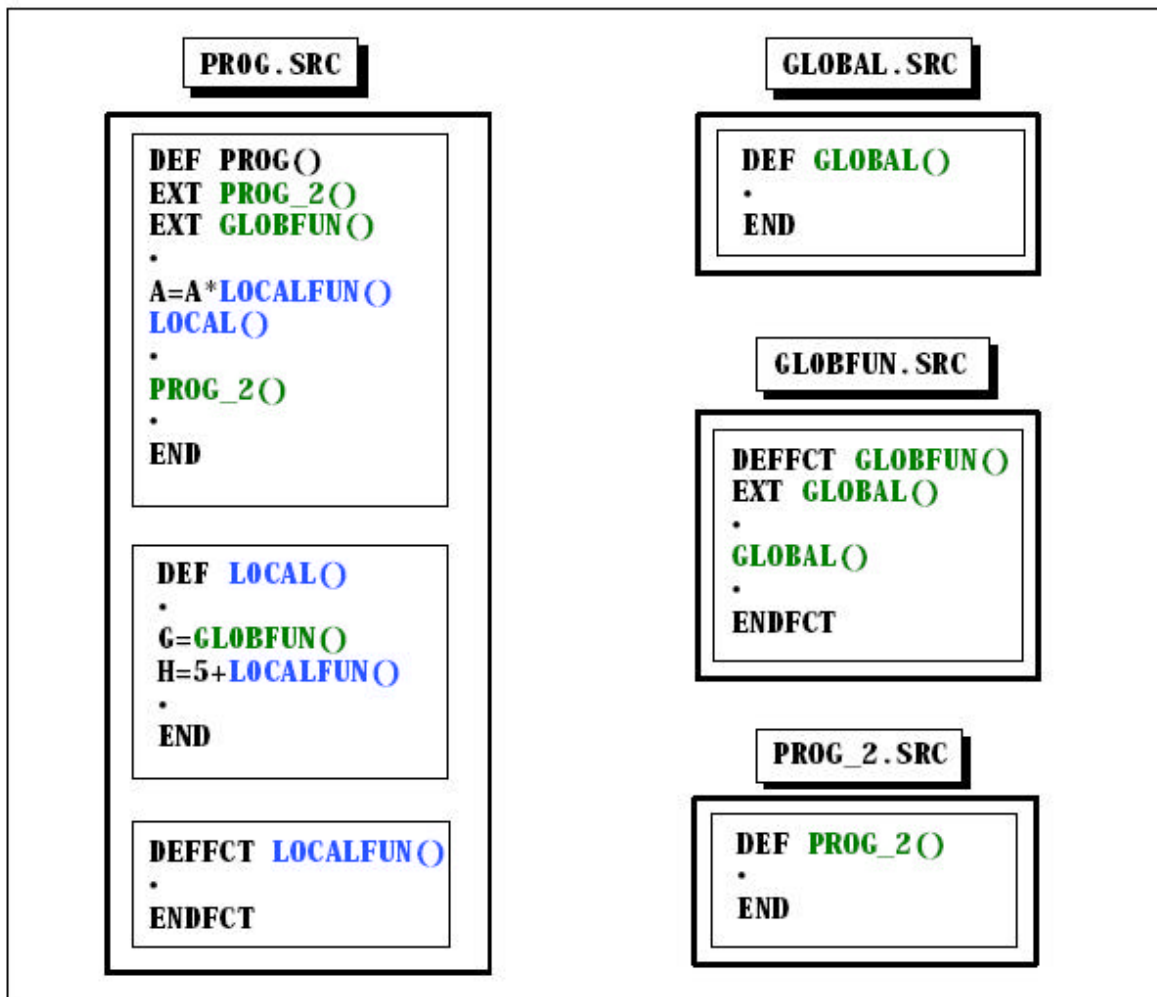 PROG.SRC
DEF PROG()
EXT PROG_2()
EXT GLOBFUN()
.
A=A*LOCALFUN()
LOCAL()
.
PROG_2()
.
END
DEF LOCAL()
.
G=GLOBFUN()
H=5+LOCALFUN()
.
END
DEFFCT LOCALFUN()
.
ENDFCT
GLOBAL.SRC
DEF GLOBAL()
.
END
GLOBFUN.SRC
DEFFCT GLOBFUN()
EXT GLOBAL()
.
GLOBAL()
.
ENDFCT
PROG_2.SRC
DEF PROG_2()
.
END